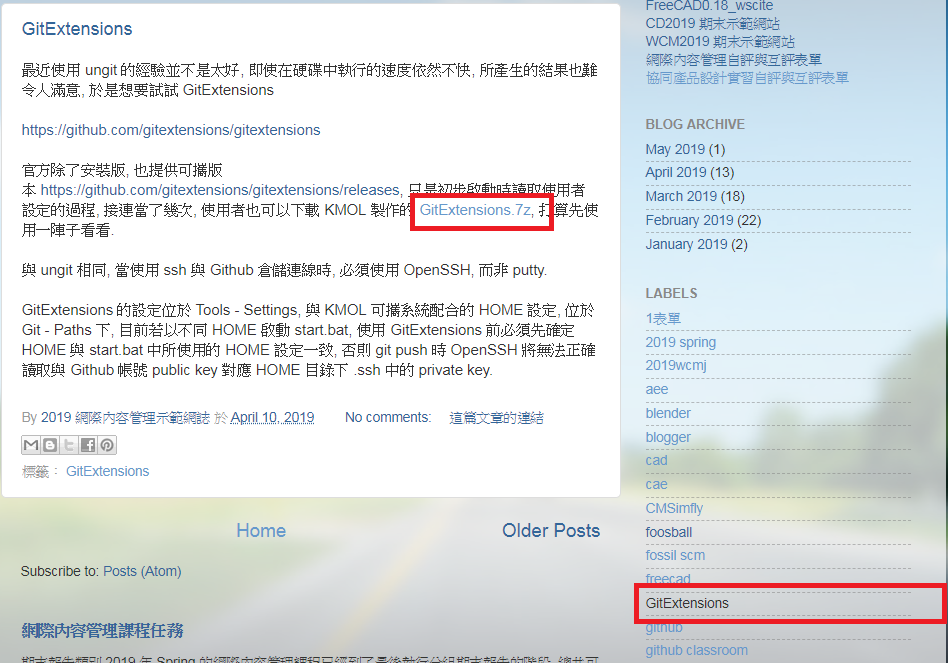 GitExtensions
最近使用 ungit 的經驗並不是太好, 即使在硬碟中執行的速度依然不快, 所產生的結果也難
令人滿意, 於是想要試試 GitExtensions
https://github.com/gitextensions/gitextensions
官方除了安裝版, 也提供可攜版
本 https://github.com/gitextensions/gitextensions/releases, 只是初步啟動時讀取使用者
設定的過程, 接連當了幾次, 使用者也可以下載 KMOL 製作的 GitExtensions.7z, 打算先使
用一陣子看看.
與 ungit 相同, 當使用 ssh 與 Github 倉儲連線時, 必須使用 OpenSSH, 而非 putty.
GitExtensions 的設定位於 Tools - Settings, 與 KMOL 可攜系統配合的 HOME 設定, 位於
Git - Paths 下, 目前若以不同 HOME 啟動 start.bat, 使用 GitExtensions 前必須先確定
HOME 與 start.bat 中所使用的 HOME 設定一致, 否則 git push 時 OpenSSH 將無法正確
讀取與 Github 帳號 public key 對應 HOME 目錄下 .ssh 中的 private key.
By 2019 網際內容管理示範網誌 於 April 10, 2019 No comments: 這篇文章的連結
標籤： GitExtensions
Home Older Posts
Subscribe to: Posts (Atom)
網際內容管理課程任務
期末報告類別 2019 年 Spring 的網際內容管理課程已經到了最後執行分組期末報告的階段, 總共可
FreeCAD0.18_wscite
CD2019 期末示範網站
WCM2019 期末示範網站
網際內容管理自評與互評表單
協同產品設計實習自評與互評表單
BLOG ARCHIVE
May 2019 (1)
April 2019 (13)
March 2019 (18)
February 2019 (22)
January 2019 (2)
LABELS
1表單
2019 spring
2019wcmj
aee
blender
blogger
cad
cae
CMSimfly
foosball
fossil scm
freecad
GitExtensions
github
github classroom